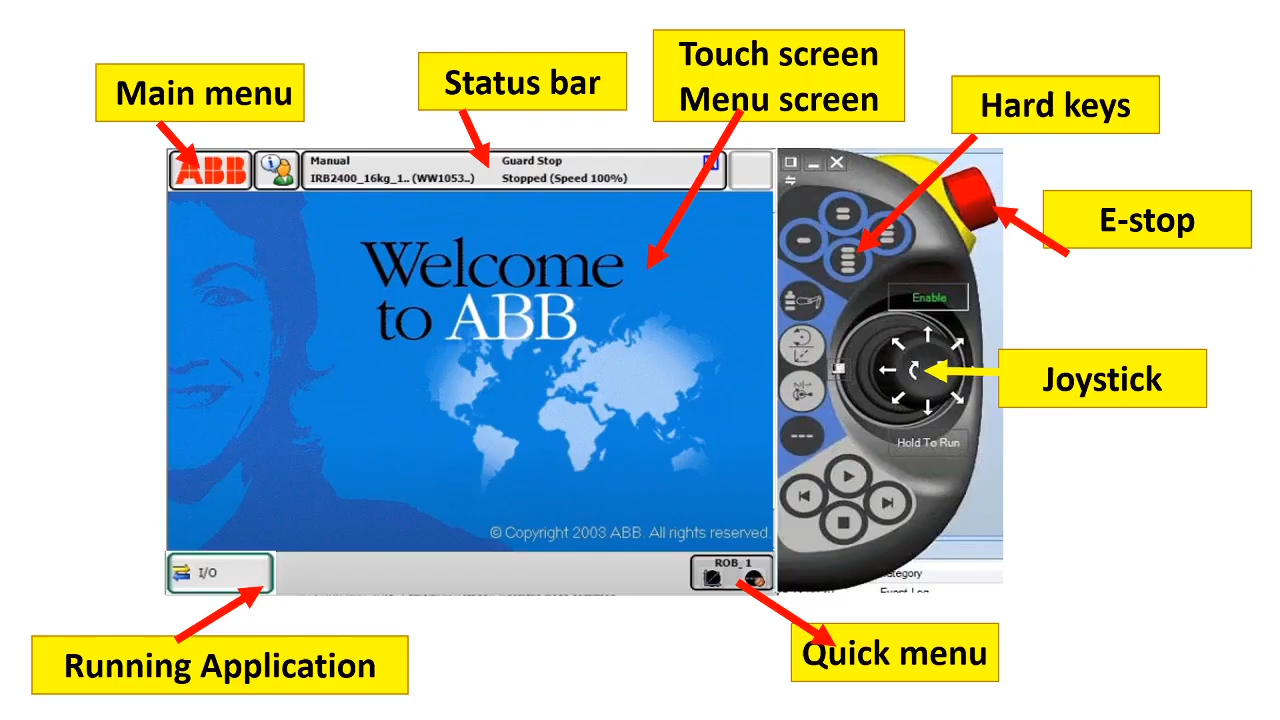 Main menu
Status bar
Touch screen
Menu screen
Hard keys
E-stop
Joystick
Quick menu
Running Application
ABB
Manual
Guard Stop
IRB2400_16kg_1.. (WW1053..)
Stopped (Speed 100%)
Welcome
to ABB
© Copyright 2003 ABB. All rights reserved.
I/O
ROB_1
Enable
Hold To Run
ategory
Event Log